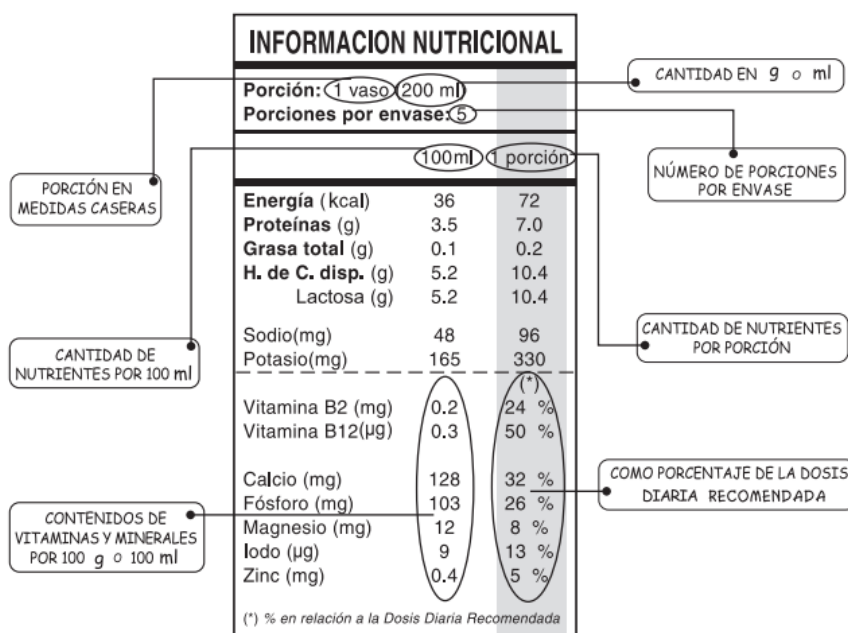 INFORMACION NUTRICIONAL
Porción: 1 vaso (200 ml)
Porciones por envase: 5
100ml 1 porción
Energía (kcal) 36 72
Proteínas (g) 3.5 7.0
Grasa total (g) 0.1 0.2
H. de C. disp. (g) 5.2 10.4
Lactosa (g) 5.2 10.4
Sodio(mg) 48 96
Potasio(mg) 165 330
(*)
Vitamina B2 (mg) 0.2 24 %
Vitamina B12(µg) 0.3 50 %
Calcio (mg) 128 32 %
Fósforo (mg) 103 26 %
Magnesio (mg) 12 8 %
Iodo (µg) 9 13 %
Zinc (mg) 0.4 5 %
(*) % en relación a la Dosis Diaria Recomendada
PORCIÓN EN
MEDIDAS CASERAS
CANTIDAD DE
NUTRIENTES POR 100 ml
CONTENIDOS DE
VITAMINAS Y MINERALES
POR 100 g o 100 ml
CANTIDAD EN g o ml
NÚMERO DE PORCIONES
POR ENVASE
CANTIDAD DE NUTRIENTES
POR PORCIÓN
COMO PORCENTAJE DE LA DOSIS
DIARIA RECOMENDADA